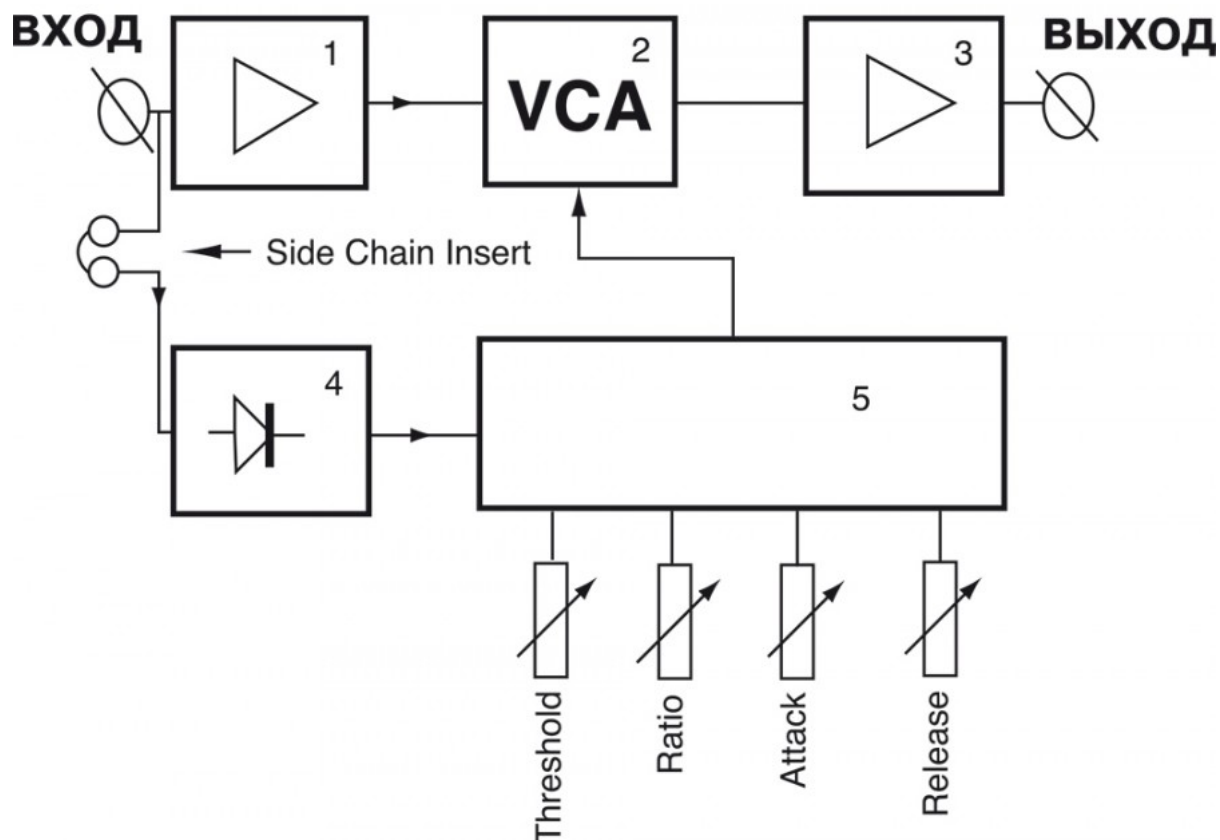 ВХОД
1
2
VCA
3
ВЫХОД
Side Chain Insert
4
5
Threshold
Ratio
Attack
Release